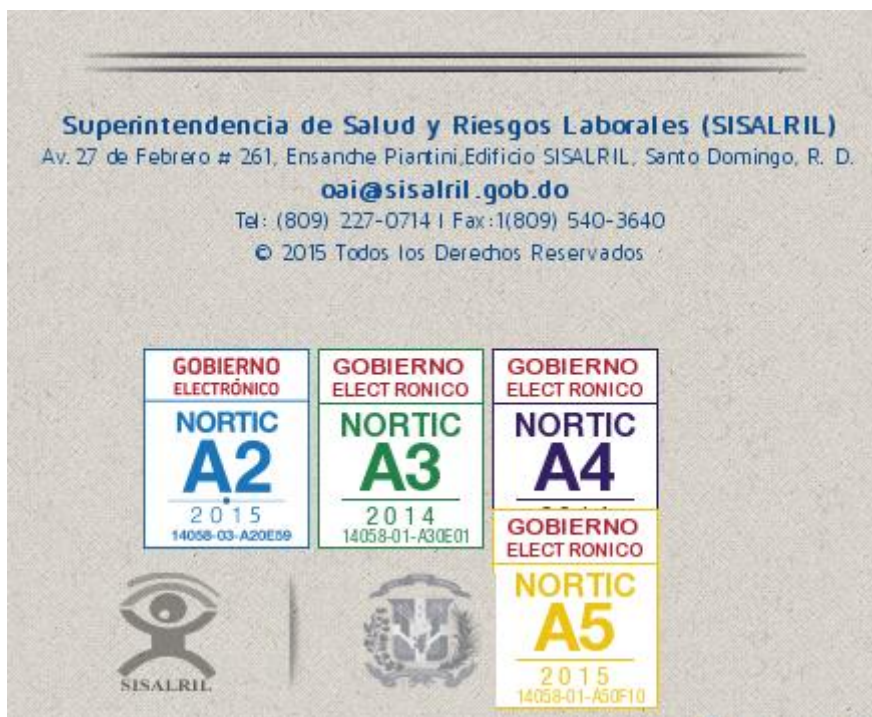 Superintendencia de Salud y Riesgos Laborales (SISALRIL)
Av. 27 de Febrero # 261, Ensanche Piantini,Edificio SISALRIL, Santo Domingo, R. D.
oai@sisalril.gob.do
Tel: (809) 227-0714 | Fax:1(809) 540-3640
© 2015 Todos los Derechos Reservados
GOBIERNO
ELECTRÓNICO
NORTIC
A2
2015
14058-03-A20E59
GOBIERNO
ELECTRONICO
NORTIC
A3
2014
14058-01-A30E01
GOBIERNO
ELECTRONICO
NORTIC
A4
GOBIERNO
ELECTRONICO
NORTIC
A5
2015
14058-01-A50F10
SISALRIL